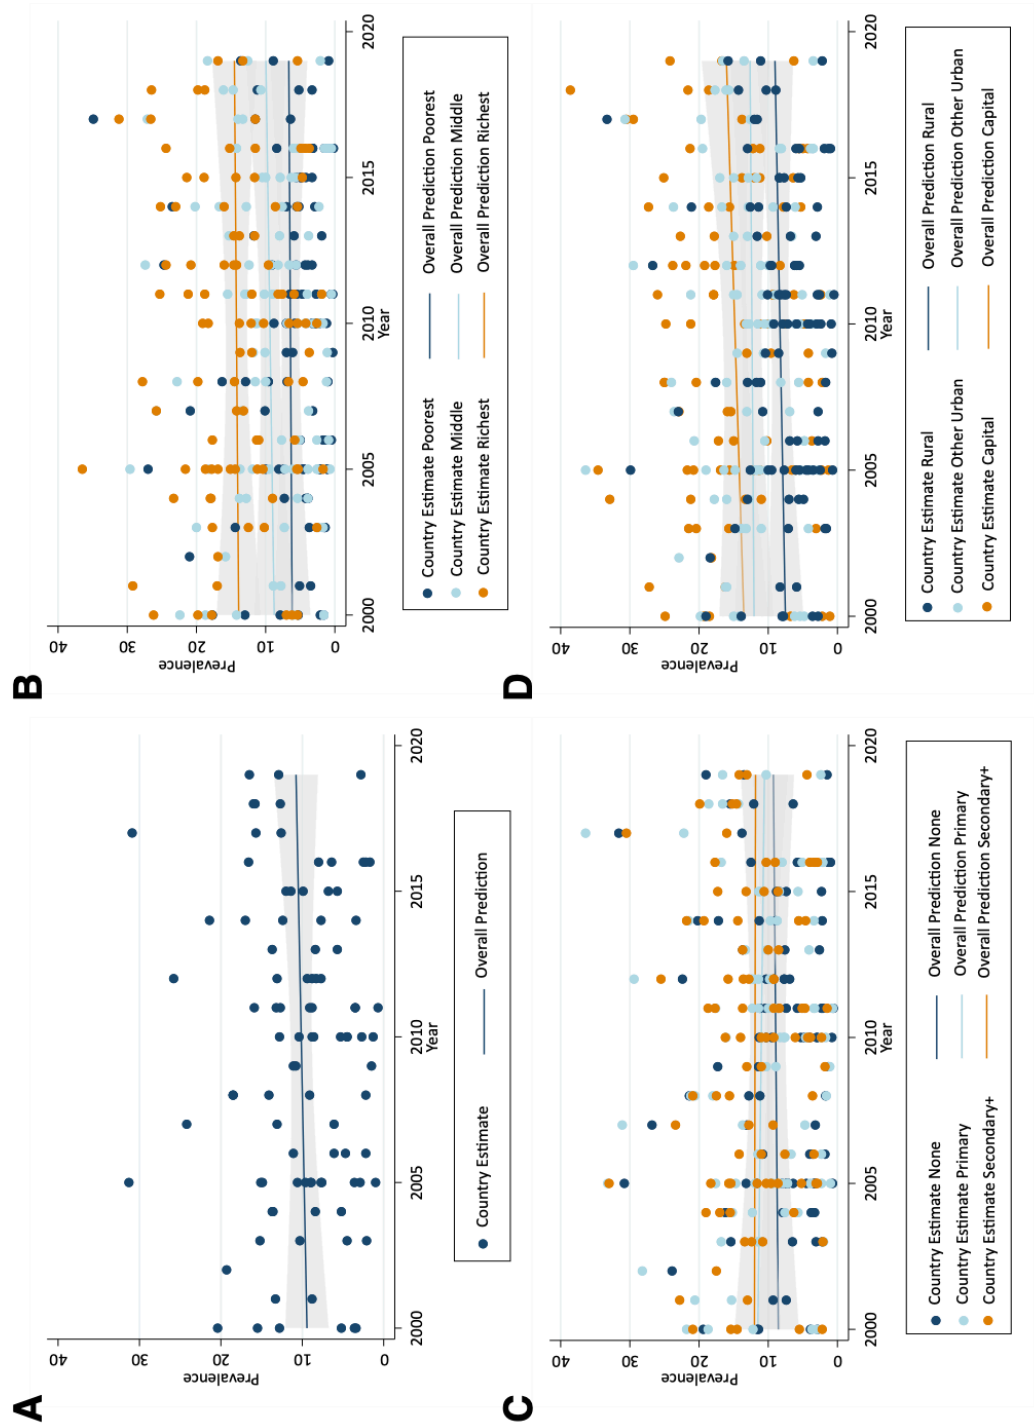 A
Prevalence
40
30
20
10
0
2000
2005
2010
2015
2020
Year
Country Estimate
Overall Prediction
B
Prevalence
40
30
20
10
0
2000
2005
2010
2015
2020
Year
Country Estimate Poorest
Overall Prediction Poorest
Country Estimate Middle
Overall Prediction Middle
Country Estimate Richest
Overall Prediction Richest
C
Prevalence
40
30
20
10
0
2000
2005
2010
2015
2020
Year
Country Estimate None
Overall Prediction None
Country Estimate Primary
Overall Prediction Primary
Country Estimate Secondary+
Overall Prediction Secondary+
D
Prevalence
40
30
20
10
0
2000
2005
2010
2015
2020
Year
Country Estimate Rural
Overall Prediction Rural
Country Estimate Other Urban
Overall Prediction Other Urban
Country Estimate Capital
Overall Prediction Capital